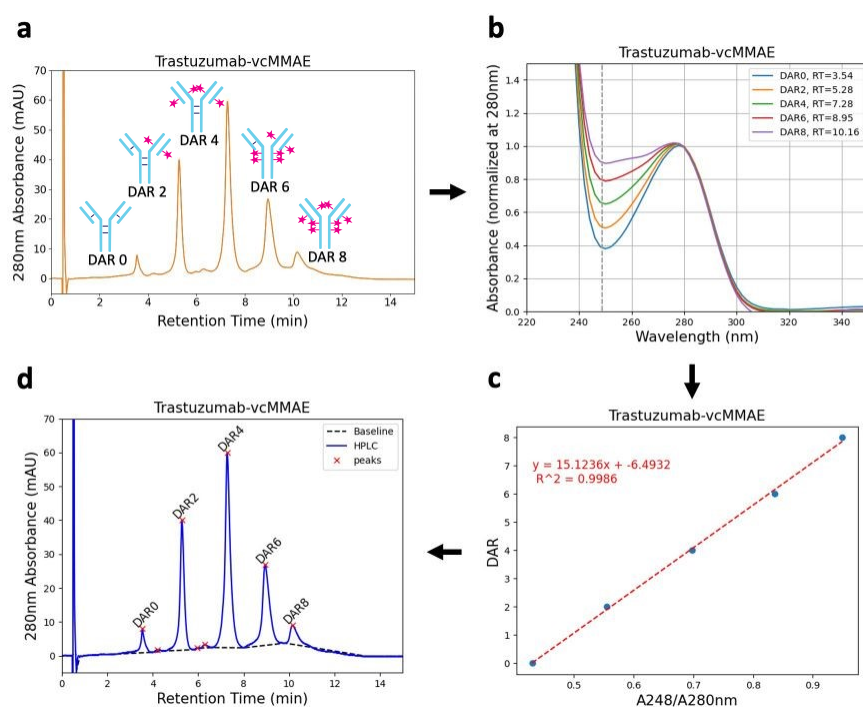 a
Trastuzumab-vcMMAE
280nm Absorbance (mAU)
70
60
50
40
30
20
10
0
DAR 0
DAR 2
DAR 4
DAR 6
DAR 8
0 2 4 6 8 10 12 14
Retention Time (min)
b
Trastuzumab-vcMMAE
Absorbance (normalized at 280nm)
1.4
1.2
1.0
0.8
0.6
0.4
0.2
0.0
DAR0, RT=3.54
DAR2, RT=5.28
DAR4, RT=7.28
DAR6, RT=8.95
DAR8, RT=10.16
220 240 260 280 300 320 340
Wavelength (nm)
d
Trastuzumab-vcMMAE
280nm Absorbance (mAU)
70
60
50
40
30
20
10
0
Baseline
HPLC
peaks
DAR0
DAR2
DAR4
DAR6
DAR8
0 2 4 6 8 10 12 14
Retention Time (min)
c
Trastuzumab-vcMMAE
DAR
8
7
6
5
4
3
2
1
0
y = 15.1236x + -6.4932
R^2 = 0.9986
0.5 0.6 0.7 0.8 0.9
A248/A280nm